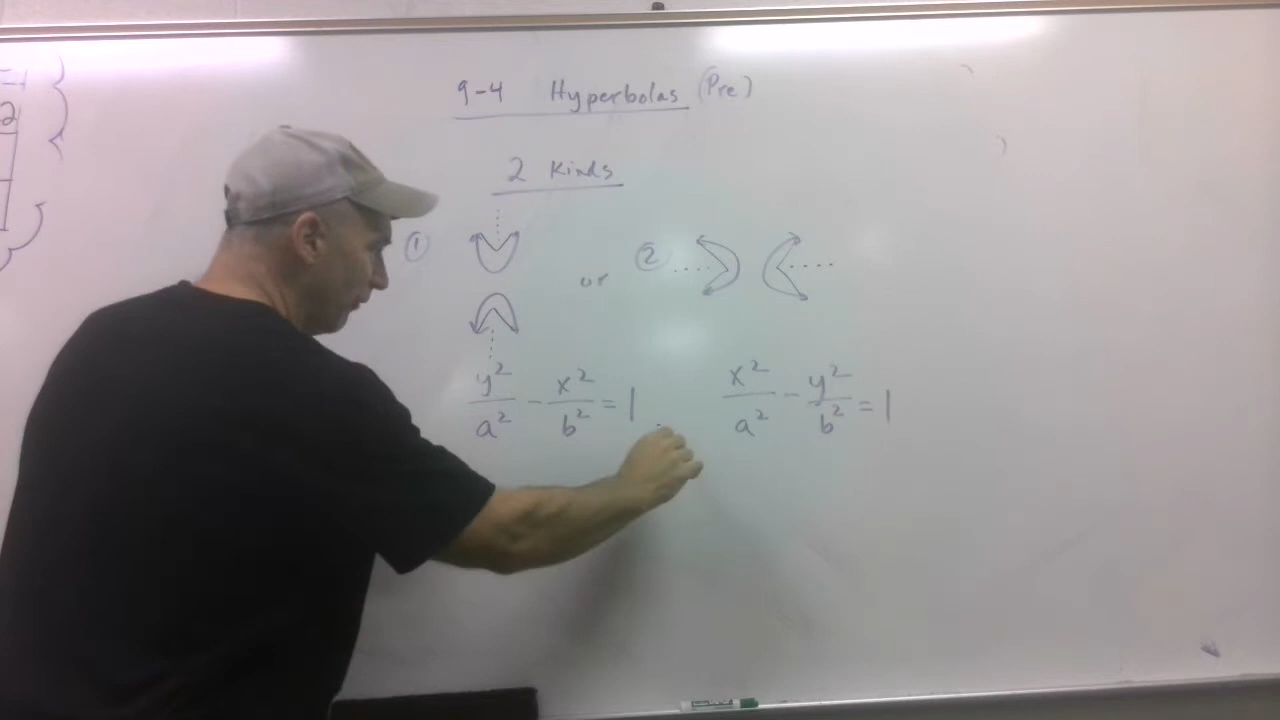 9-4 Hyperbolas (Pre)
2 Kinds
① or ②
y²/a² - x²/b² = 1
x²/a² - y²/b² = 1
2